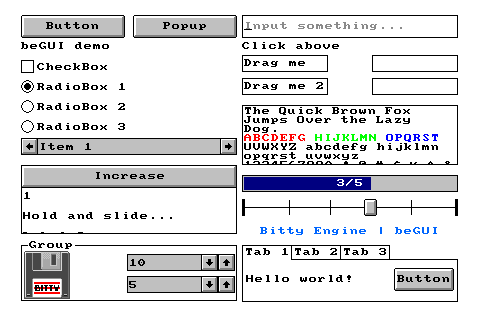 Button
Popup
beGUI demo
CheckBox
RadioBox 1
RadioBox 2
RadioBox 3
Item 1
Increase
1
Hold and slide...
Group
BITTY
10
5
Input something...
Click above
Drag me
Drag me 2
The Quick Brown Fox
Jumps Over the Lazy
Dog.
ABCDEFG HIJKLMN OPQRST
UVWXYZ abcdefg hijklmn
opqrst uvwxyz
3/5
Bitty Engine | beGUI
Tab 1 Tab 2 Tab 3
Hello world!
Button